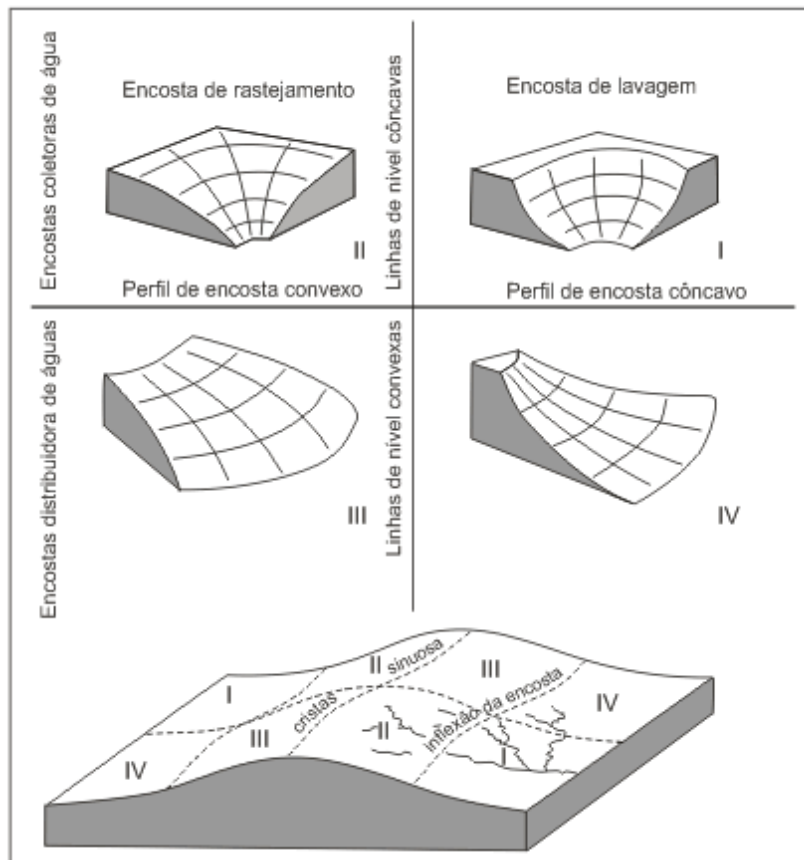 Encostas coletoras de água
Encosta de rastejamento
II
Perfil de encosta convexo
Linhas de nível côncavas
Encosta de lavagem
I
Perfil de encosta côncavo
Encostas distribuidora de águas
III
Linhas de nível convexas
IV
I
II
sinuosa
III
cristas
IV
III
II
inflexão da encosta
IV
I